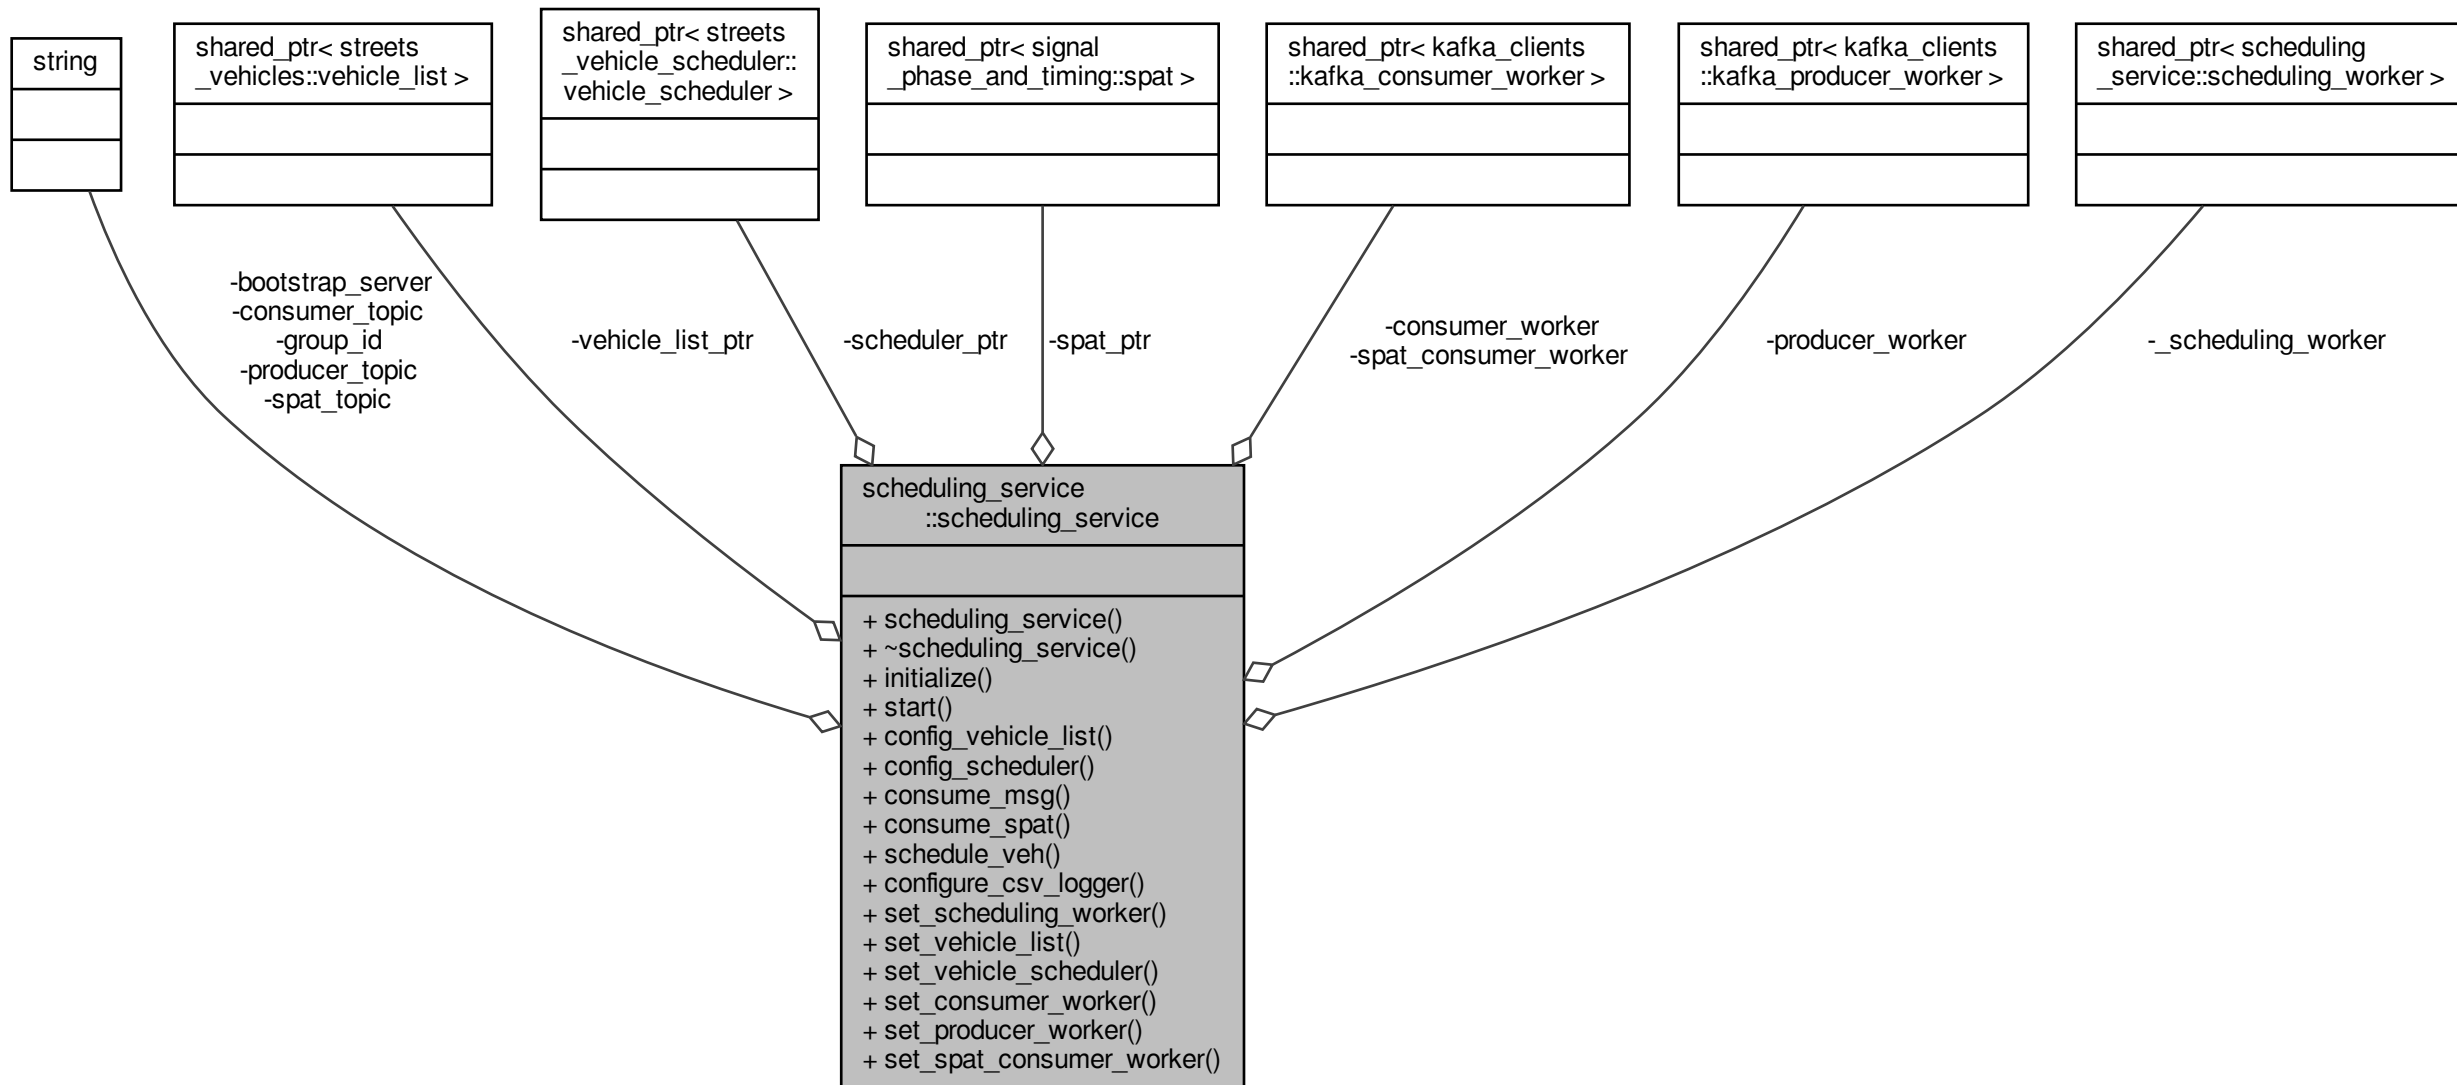 string
shared_ptr< streets
_vehicles::vehicle_list >
shared_ptr< streets
_vehicle_scheduler::
vehicle_scheduler >
shared_ptr< signal
_phase_and_timing::spat >
shared_ptr< kafka_clients
::kafka_consumer_worker >
shared_ptr< kafka_clients
::kafka_producer_worker >
shared_ptr< scheduling
_service::scheduling_worker >
-bootstrap_server
-consumer_topic
-group_id
-producer_topic
-spat_topic
-vehicle_list_ptr
-scheduler_ptr
-spat_ptr
-consumer_worker
-spat_consumer_worker
-producer_worker
-_scheduling_worker
scheduling_service
::scheduling_service
+ scheduling_service()
+ ~scheduling_service()
+ initialize()
+ start()
+ config_vehicle_list()
+ config_scheduler()
+ consume_msg()
+ consume_spat()
+ schedule_veh()
+ configure_csv_logger()
+ set_scheduling_worker()
+ set_vehicle_list()
+ set_vehicle_scheduler()
+ set_consumer_worker()
+ set_producer_worker()
+ set_spat_consumer_worker()